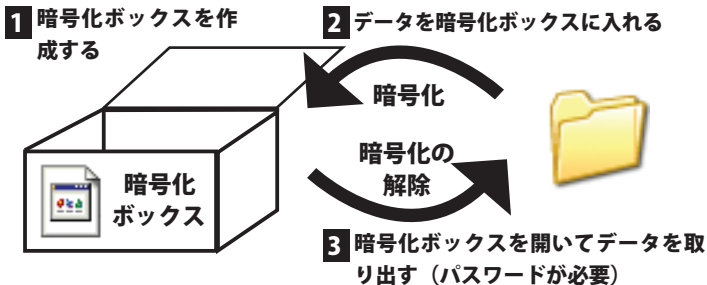 1 暗号化ボックスを作
成する
2 データを暗号化ボックスに入れる
暗号化
暗号化の
解除
暗号化
ボックス
3 暗号化ボックスを開いてデータを取
り出す（パスワードが必要）